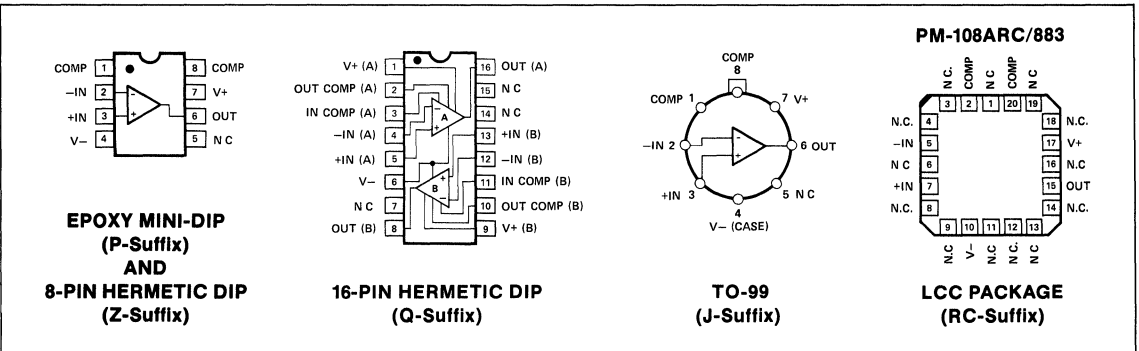 COMP 1 8 COMP
−IN 2 7 V+
+IN 3 6 OUT
V− 4 5 N C
- +
EPOXY MINI-DIP
(P-Suffix)
AND
8-PIN HERMETIC DIP
(Z-Suffix)
V+ (A) 1 16 OUT (A)
OUT COMP (A) 2 15 N C
IN COMP (A) 3 14 N C
−IN (A) 4 13 +IN (B)
+IN (A) 5 12 −IN (B)
V− 6 11 IN COMP (B)
N C 7 10 OUT COMP (B)
OUT (B) 8 9 V+ (B)
- A +
+ B -
16-PIN HERMETIC DIP
(Q-Suffix)
COMP
8
COMP 1 7 V+
−IN 2 - + 6 OUT
+IN 3 5 N C
4
V− (CASE)
TO-99
(J-Suffix)
PM-108ARC/883
N C. COMP N C COMP N C
3 2 1 20 19
N.C. 4 18 N.C.
−IN 5 17 V+
N C 6 16 N.C
+IN 7 15 OUT
N.C. 8 14 N.C.
9 10 11 12 13
N.C V− N.C N C. N C
LCC PACKAGE
(RC-Suffix)